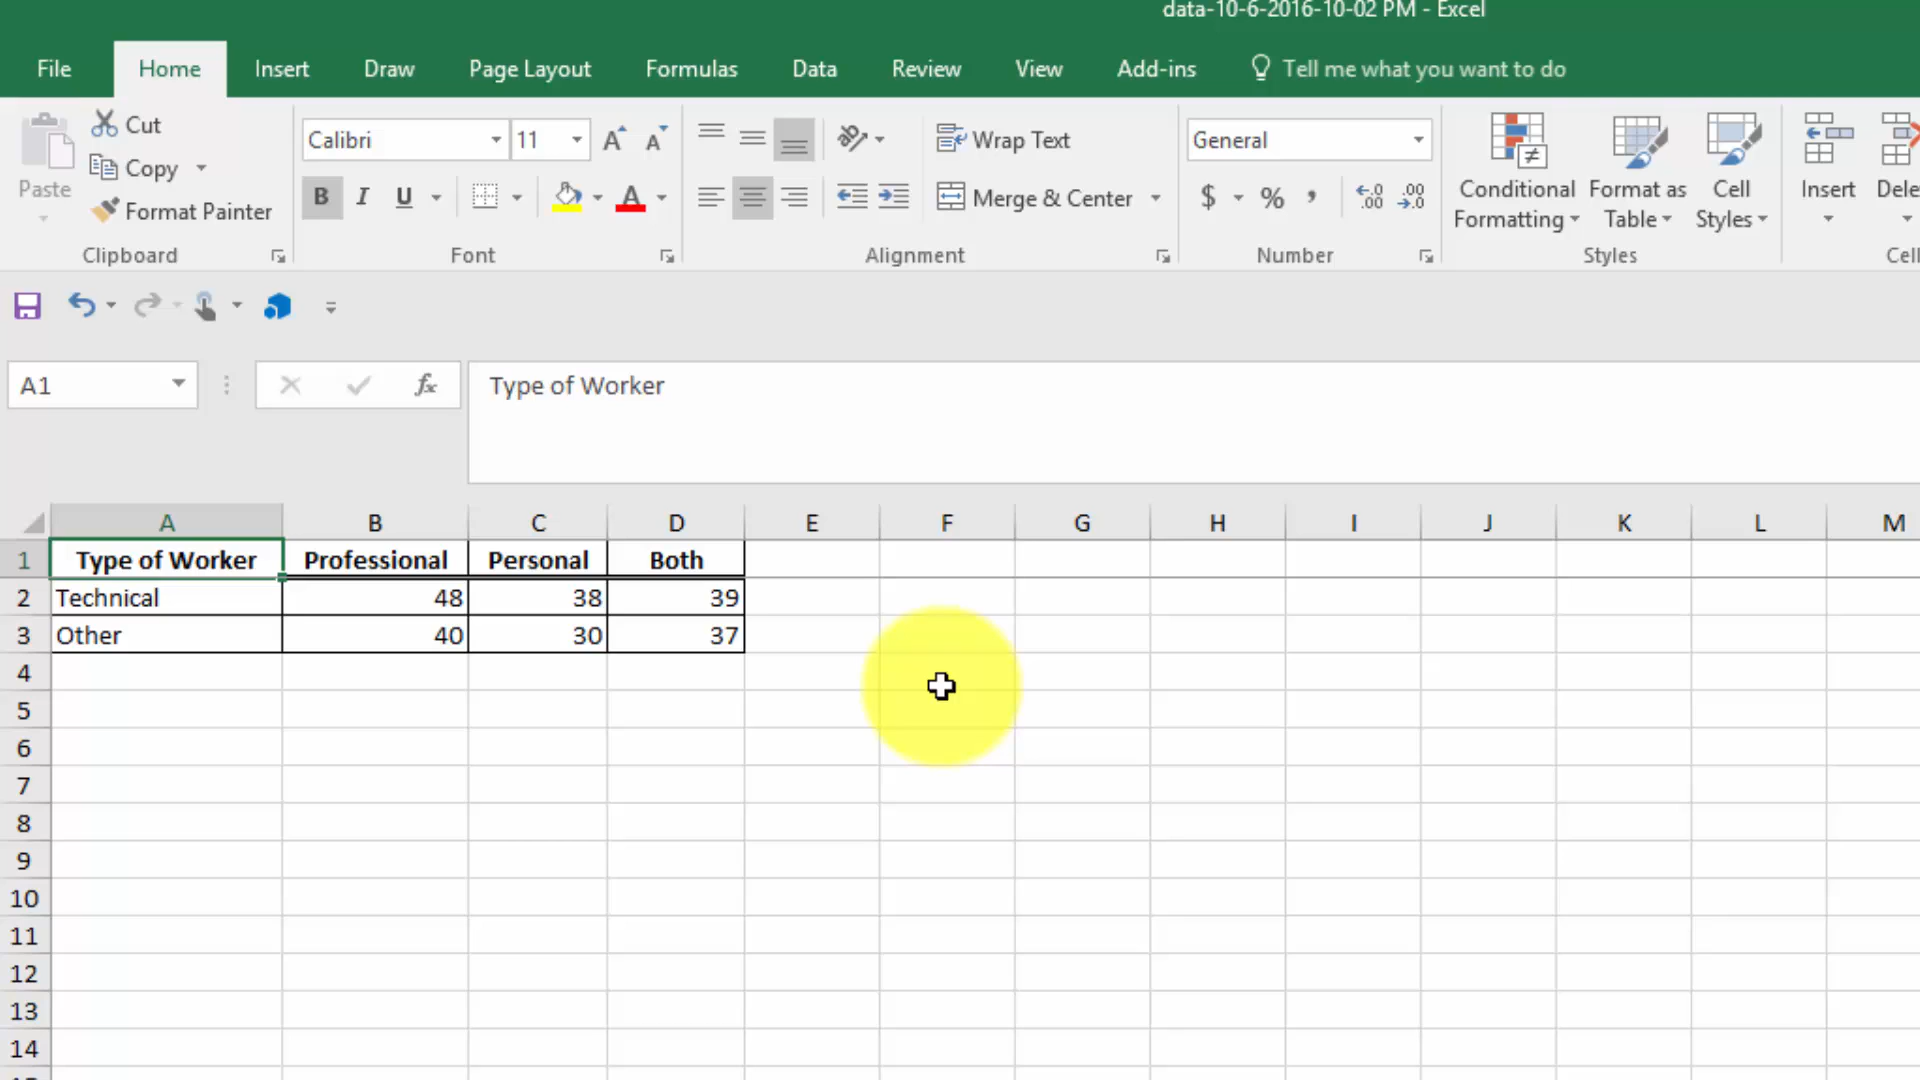 data-10-6-2016-10-02 PM - Excel
File Home Insert Draw Page Layout Formulas Data Review View Add-ins Tell me what you want to do
Paste
Cut
Copy
Format Painter
Clipboard
Calibri 11
B I U A
Font
Wrap Text
Merge & Center
Alignment
General
$ % , .00 .00
Number
Conditional Formatting
Format as Table
Cell Styles
Styles
Insert
Dele
Cell
A1 fx Type of Worker
A B C D E F G H I J K L M
1 Type of Worker Professional Personal Both
2 Technical 48 38 39
3 Other 40 30 37
4
5
6
7
8
9
10
11
12
13
14